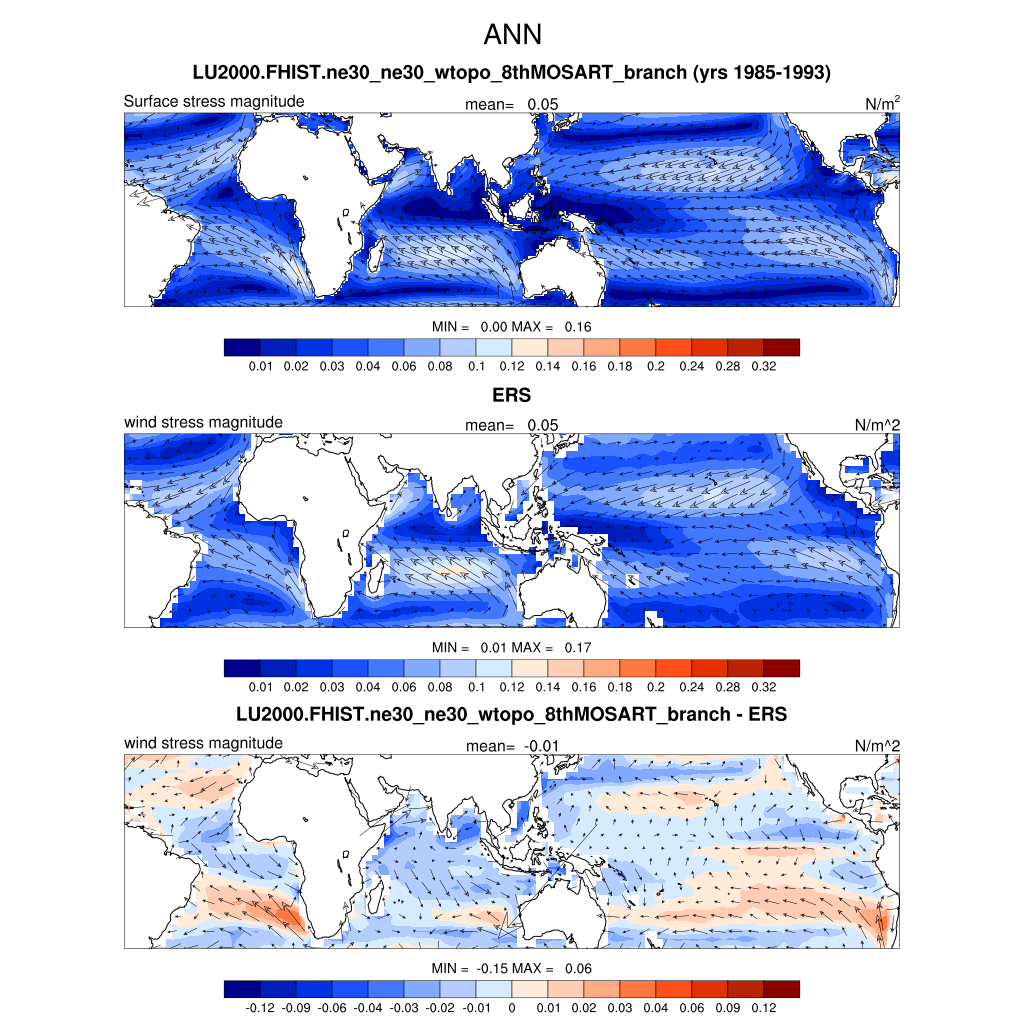 ANN
LU2000.FHIST.ne30_ne30_wtopo_8thMOSART_branch (yrs 1985-1993)
Surface stress magnitude mean= 0.05 N/m2
MIN = 0.00 MAX = 0.16
0.01 0.02 0.03 0.04 0.06 0.08 0.1 0.12 0.14 0.16 0.18 0.2 0.24 0.28 0.32
ERS
wind stress magnitude mean= 0.05 N/m^2
MIN = 0.01 MAX = 0.17
0.01 0.02 0.03 0.04 0.06 0.08 0.1 0.12 0.14 0.16 0.18 0.2 0.24 0.28 0.32
LU2000.FHIST.ne30_ne30_wtopo_8thMOSART_branch - ERS
wind stress magnitude mean= -0.01 N/m^2
MIN = -0.15 MAX = 0.06
-0.12 -0.09 -0.06 -0.04 -0.03 -0.02 -0.01 0 0.01 0.02 0.03 0.04 0.06 0.09 0.12